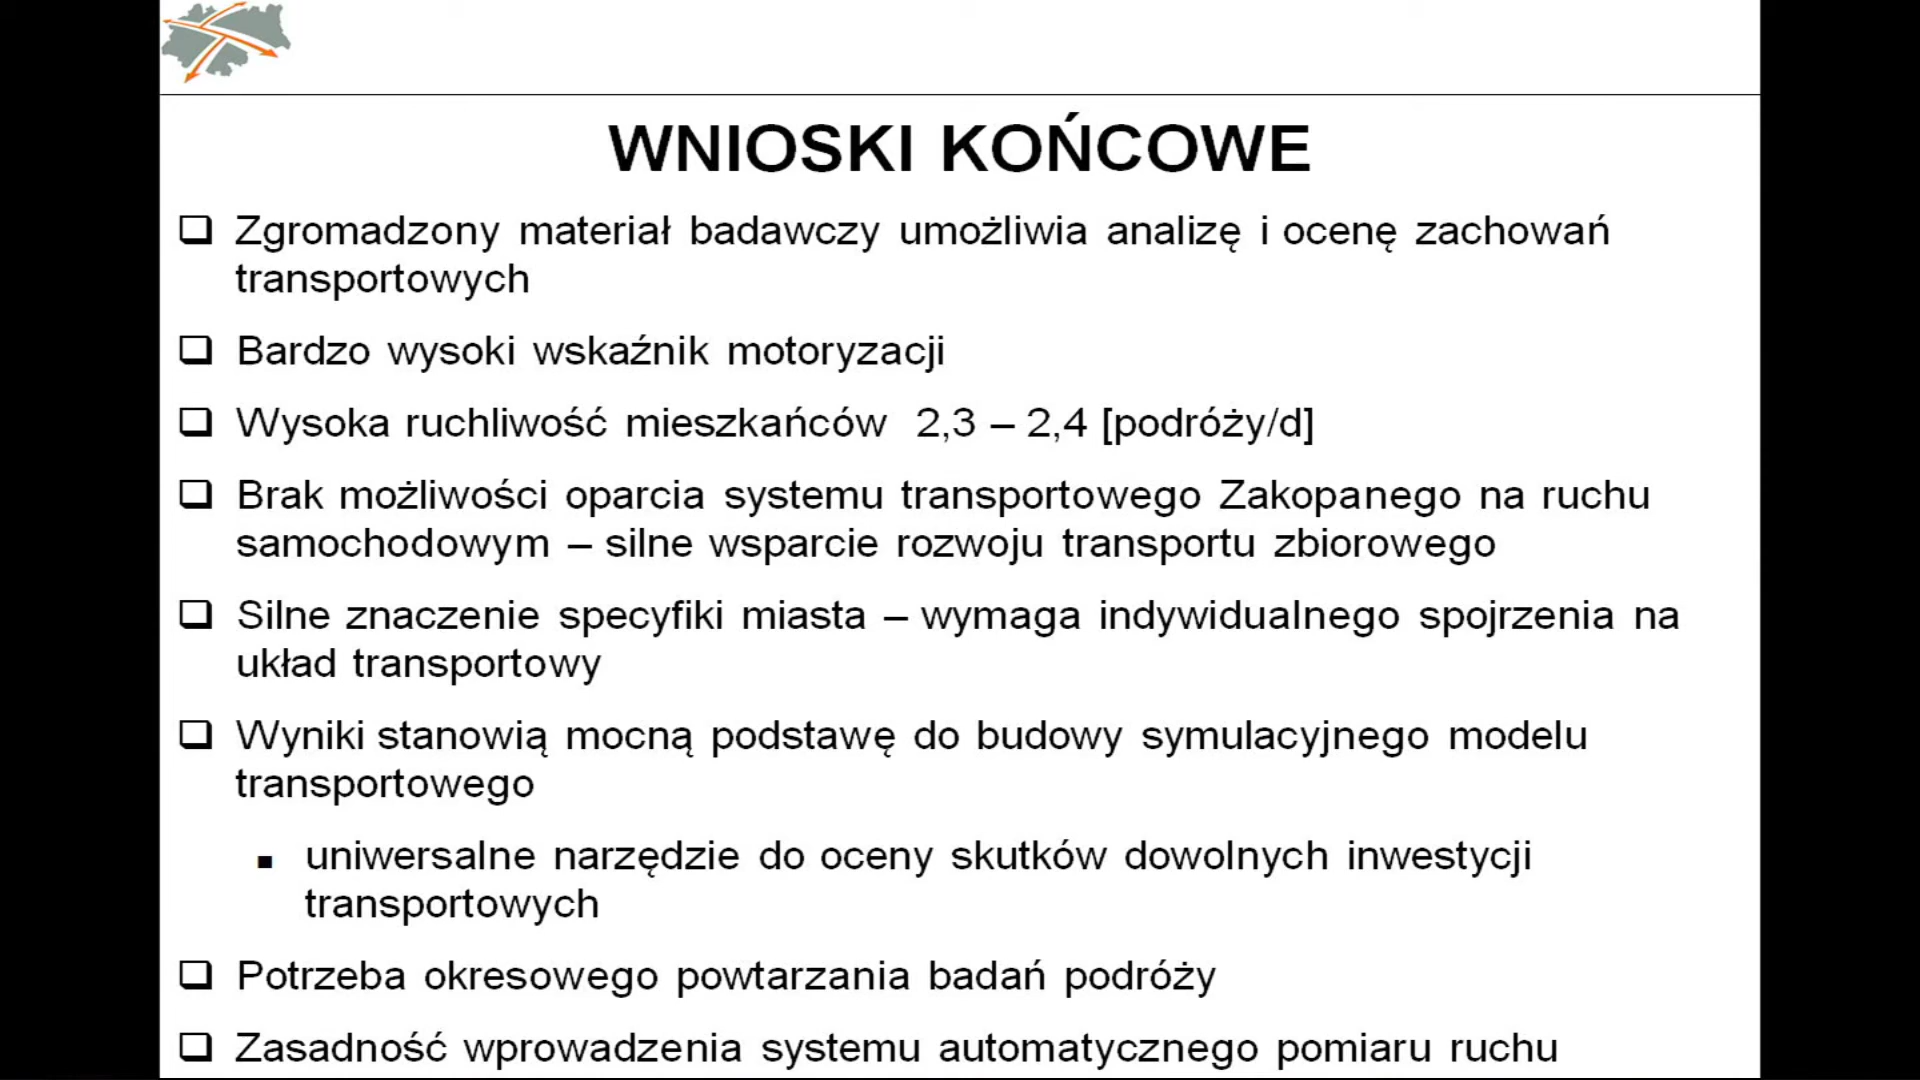 WNIOSKI KOŃCOWE
Zgromadzony materiał badawczy umożliwia analizę i ocenę zachowań
transportowych
Bardzo wysoki wskaźnik motoryzacji
Wysoka ruchliwość mieszkańców 2,3 – 2,4 [podróży/d]
Brak możliwości oparcia systemu transportowego Zakopanego na ruchu
samochodowym – silne wsparcie rozwoju transportu zbiorowego
Silne znaczenie specyfiki miasta – wymaga indywidualnego spojrzenia na
układ transportowy
Wyniki stanowią mocną podstawę do budowy symulacyjnego modelu
transportowego
uniwersalne narzędzie do oceny skutków dowolnych inwestycji
transportowych
Potrzeba okresowego powtarzania badań podróży
Zasadność wprowadzenia systemu automatycznego pomiaru ruchu